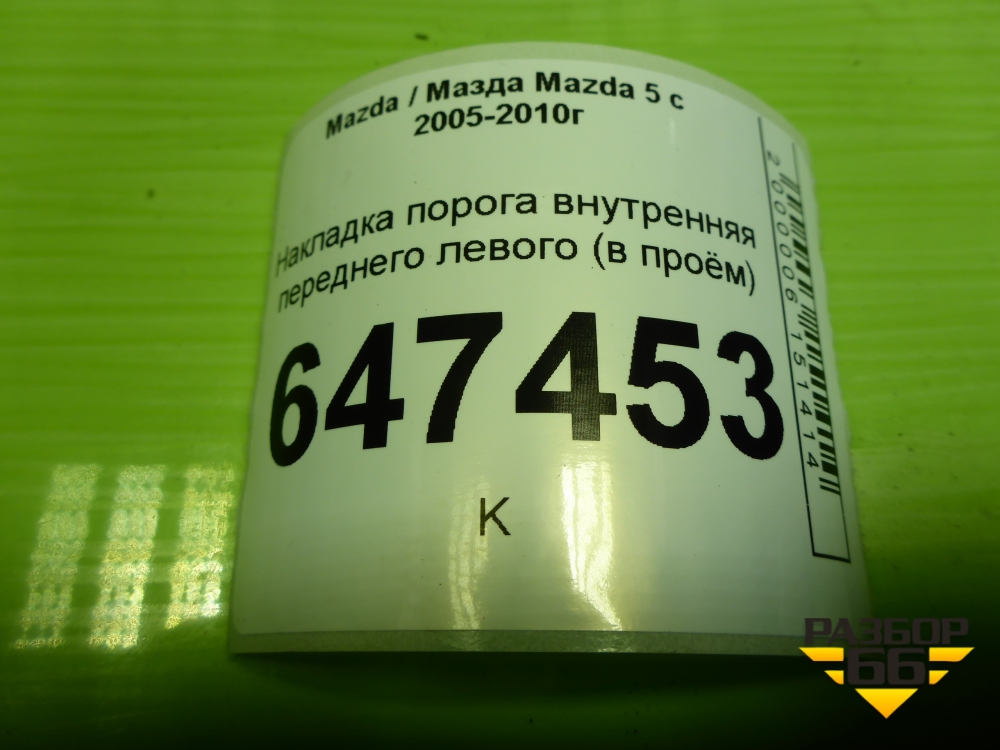 Mazda / Мазда Mazda 5 с
2005-2010г
Накладка порога внутренняя
переднего левого (в проём)
647453
К
2000006151414
РАЗБОР
66